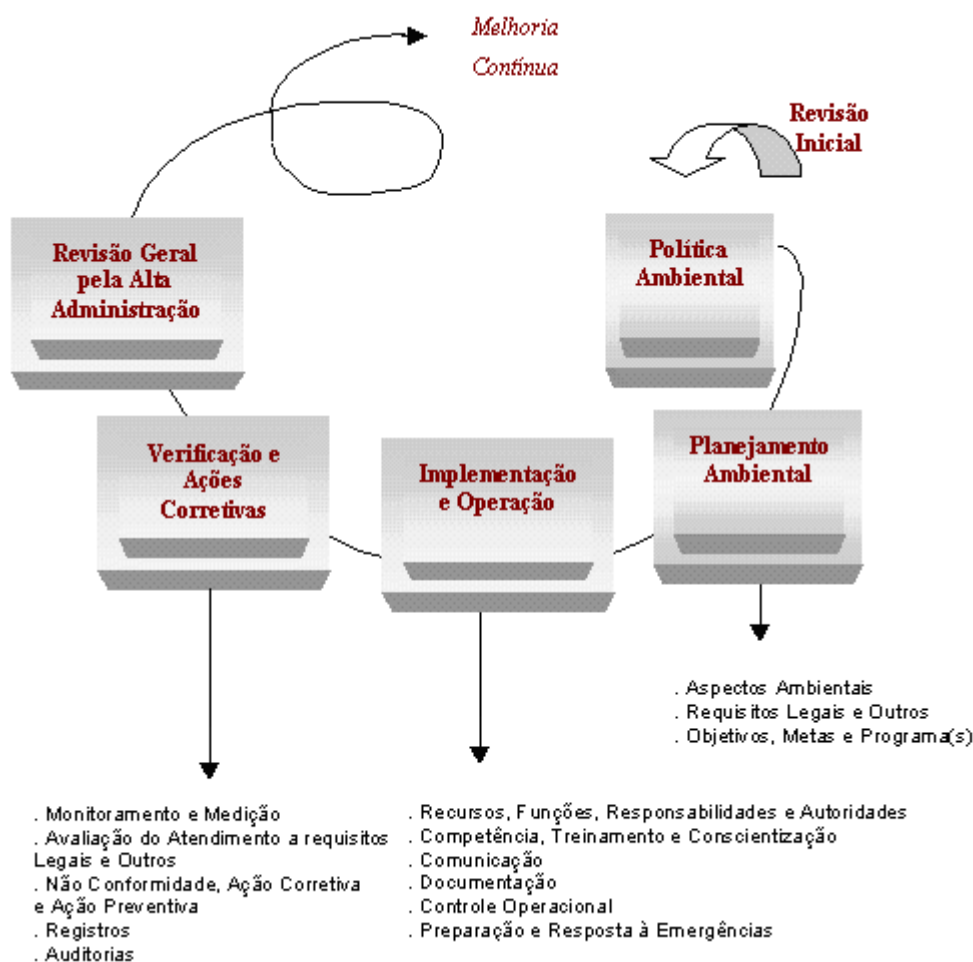 Melhoria
Contínua
Revisão
Inicial
Revisão Geral
pela Alta
Administração
Política
Ambiental
Verificação e
Ações
Corretivas
Implementação
e Operação
Planejamento
Ambiental
. Aspectos Ambientais
. Requisitos Legais e Outros
. Objetivos, Metas e Programa(s)
. Monitoramento e Medição
. Avaliação do Atendimento a requisitos
Legais e Outros
. Não Conformidade, Ação Corretiva
e Ação Preventiva
. Registros
. Auditorias
. Recursos, Funções, Responsabilidades e Autoridades
. Competência, Treinamento e Conscientização
. Comunicação
. Documentação
. Controle Operacional
. Preparação e Resposta à Emergências